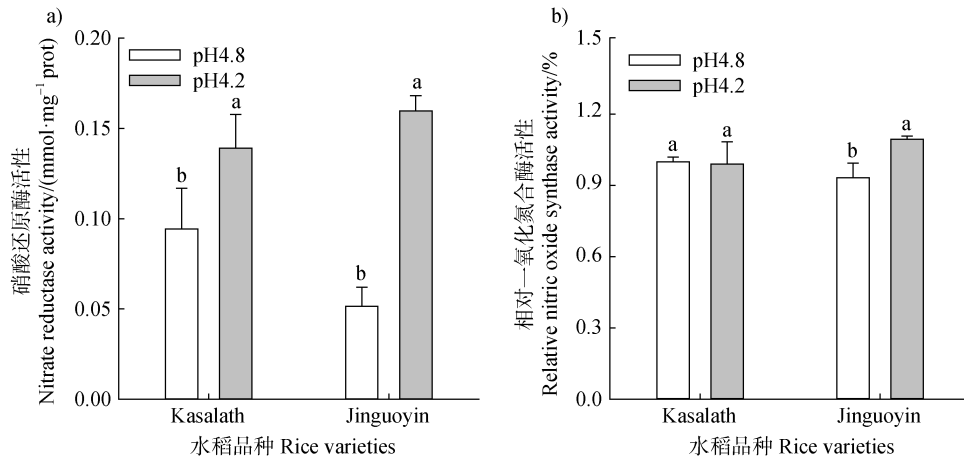 a)
硝酸还原酶活性
Nitrate reductase activity/(mmol·mg⁻¹ prot)
0.20
0.15
0.10
0.05
0.00
pH4.8
pH4.2
b
a
b
a
Kasalath
Jinguoyin
水稻品种 Rice varieties
b)
相对一氧化氮合酶活性
Relative nitric oxide synthase activity/%
1.5
1.2
0.9
0.6
0.3
0.0
pH4.8
pH4.2
a
a
b
a
Kasalath
Jinguoyin
水稻品种 Rice varieties